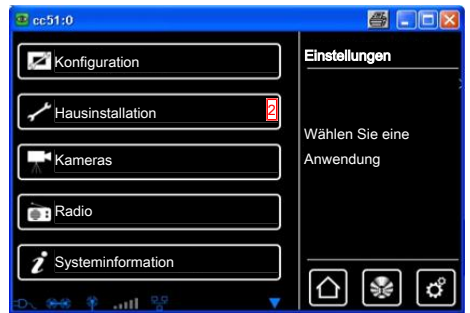 cc51:0
Konfiguration
Hausinstallation 2
Kameras
Radio
Systeminformation
Einstellungen
Wählen Sie eine
Anwendung